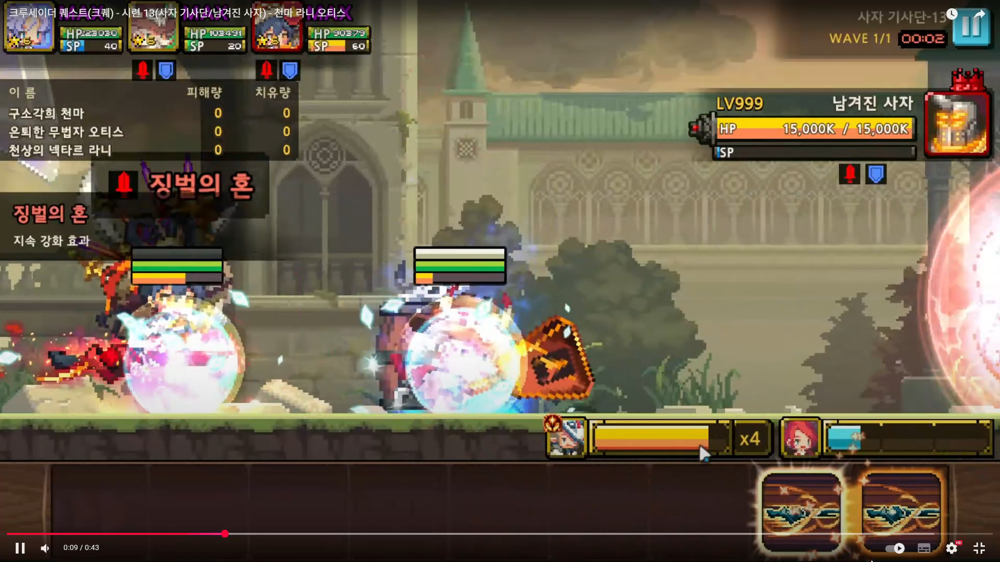 크루세이더 퀘스트(크퀘) - 시련 13(사자 기사단/남겨진 사자) - 천마 라니 오티스
MAX MAX MAX
HP 223030
SP 40
HP 103491
SP 20
HP 90379
SP 60
사자 기사단-13
WAVE 1/1 00:02
이 름 피해량 치유량
구소각희 천마 0 0
은퇴한 무법자 오티스 0 0
천상의 넥타르 라니 0 0
LV999 남겨진 사자
HP 15,000K / 15,000K
SP
징벌의 혼
징벌의 혼
지속 강화 효과
x4
0:09 / 0:43
HD